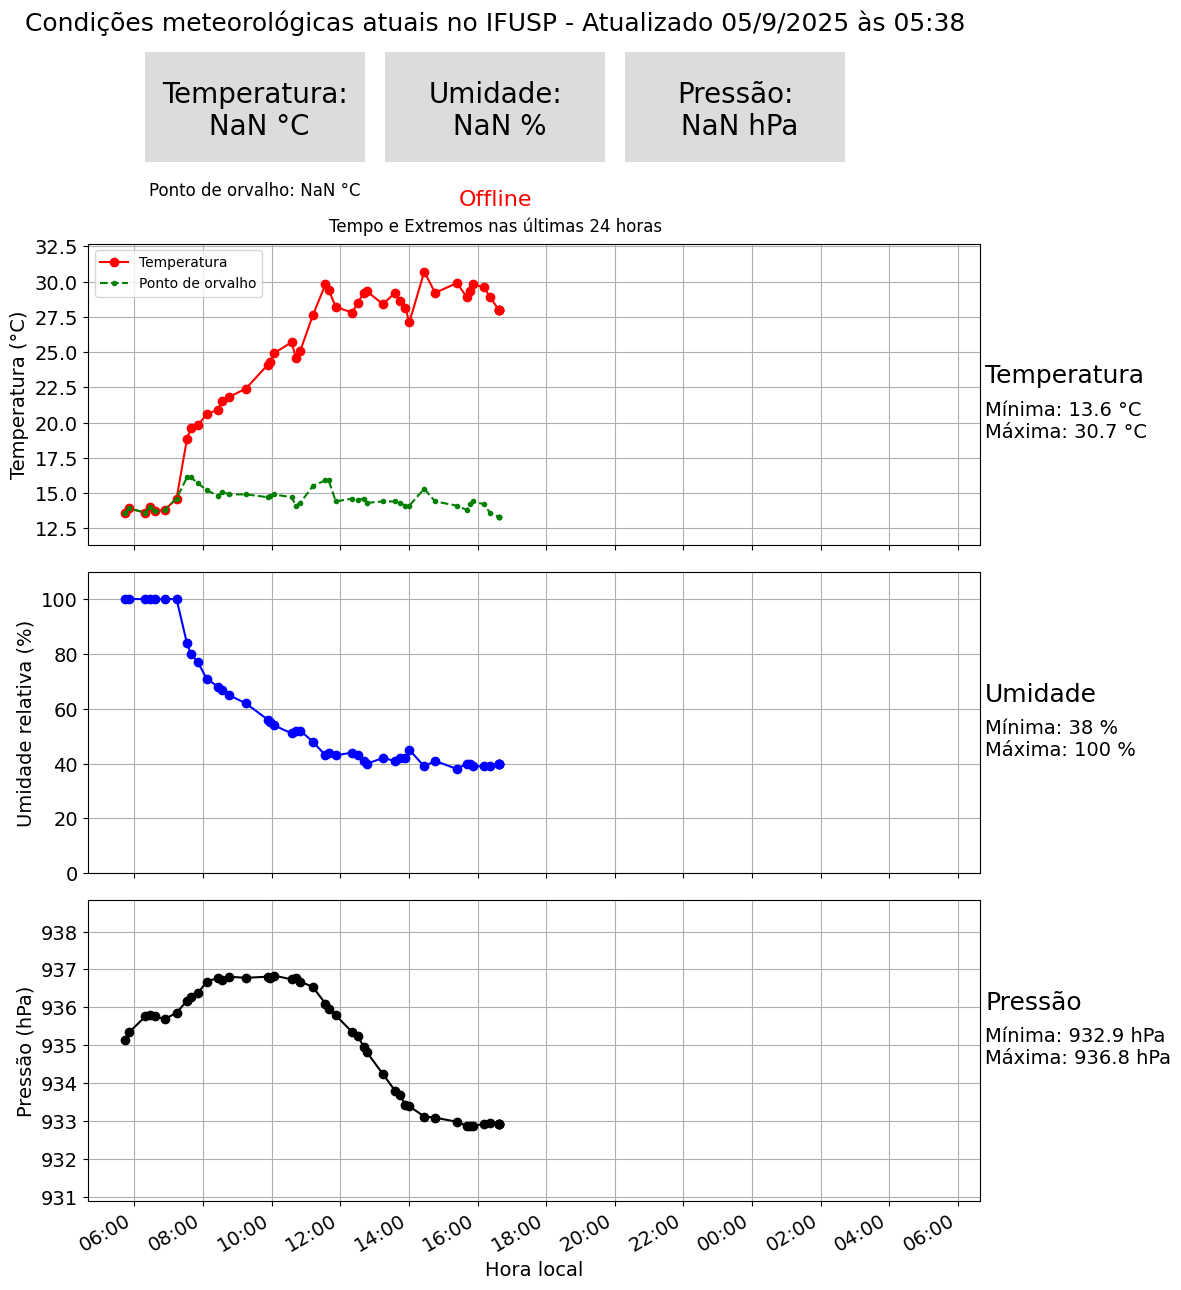 Condições meteorológicas atuais no IFUSP - Atualizado 05/9/2025 às 05:38
Temperatura:
NaN °C
Umidade:
NaN %
Pressão:
NaN hPa
Ponto de orvalho: NaN °C
Offline
Tempo e Extremos nas últimas 24 horas
Temperatura (°C)
32.5
30.0
27.5
25.0
22.5
20.0
17.5
15.0
12.5
Temperatura
Ponto de orvalho
Temperatura
Mínima: 13.6 °C
Máxima: 30.7 °C
Umidade relativa (%)
100
80
60
40
20
0
Umidade
Mínima: 38 %
Máxima: 100 %
Pressão (hPa)
938
937
936
935
934
933
932
931
Pressão
Mínima: 932.9 hPa
Máxima: 936.8 hPa
06:00
08:00
10:00
12:00
14:00
16:00
18:00
20:00
22:00
00:00
02:00
04:00
06:00
Hora local